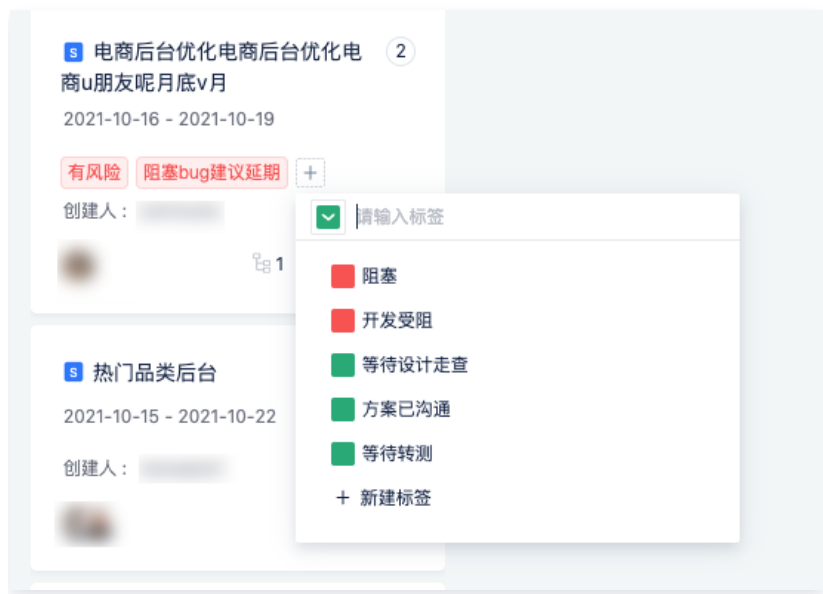 S 电商后台优化电商后台优化电 2
商u朋友呢月底v月
2021-10-16 - 2021-10-19
有风险 阻塞bug建议延期 +
创建人：
1
请输入标签
阻塞
开发受阻
等待设计走查
方案已沟通
等待转测
+ 新建标签
S 热门品类后台
2021-10-15 - 2021-10-22
创建人：